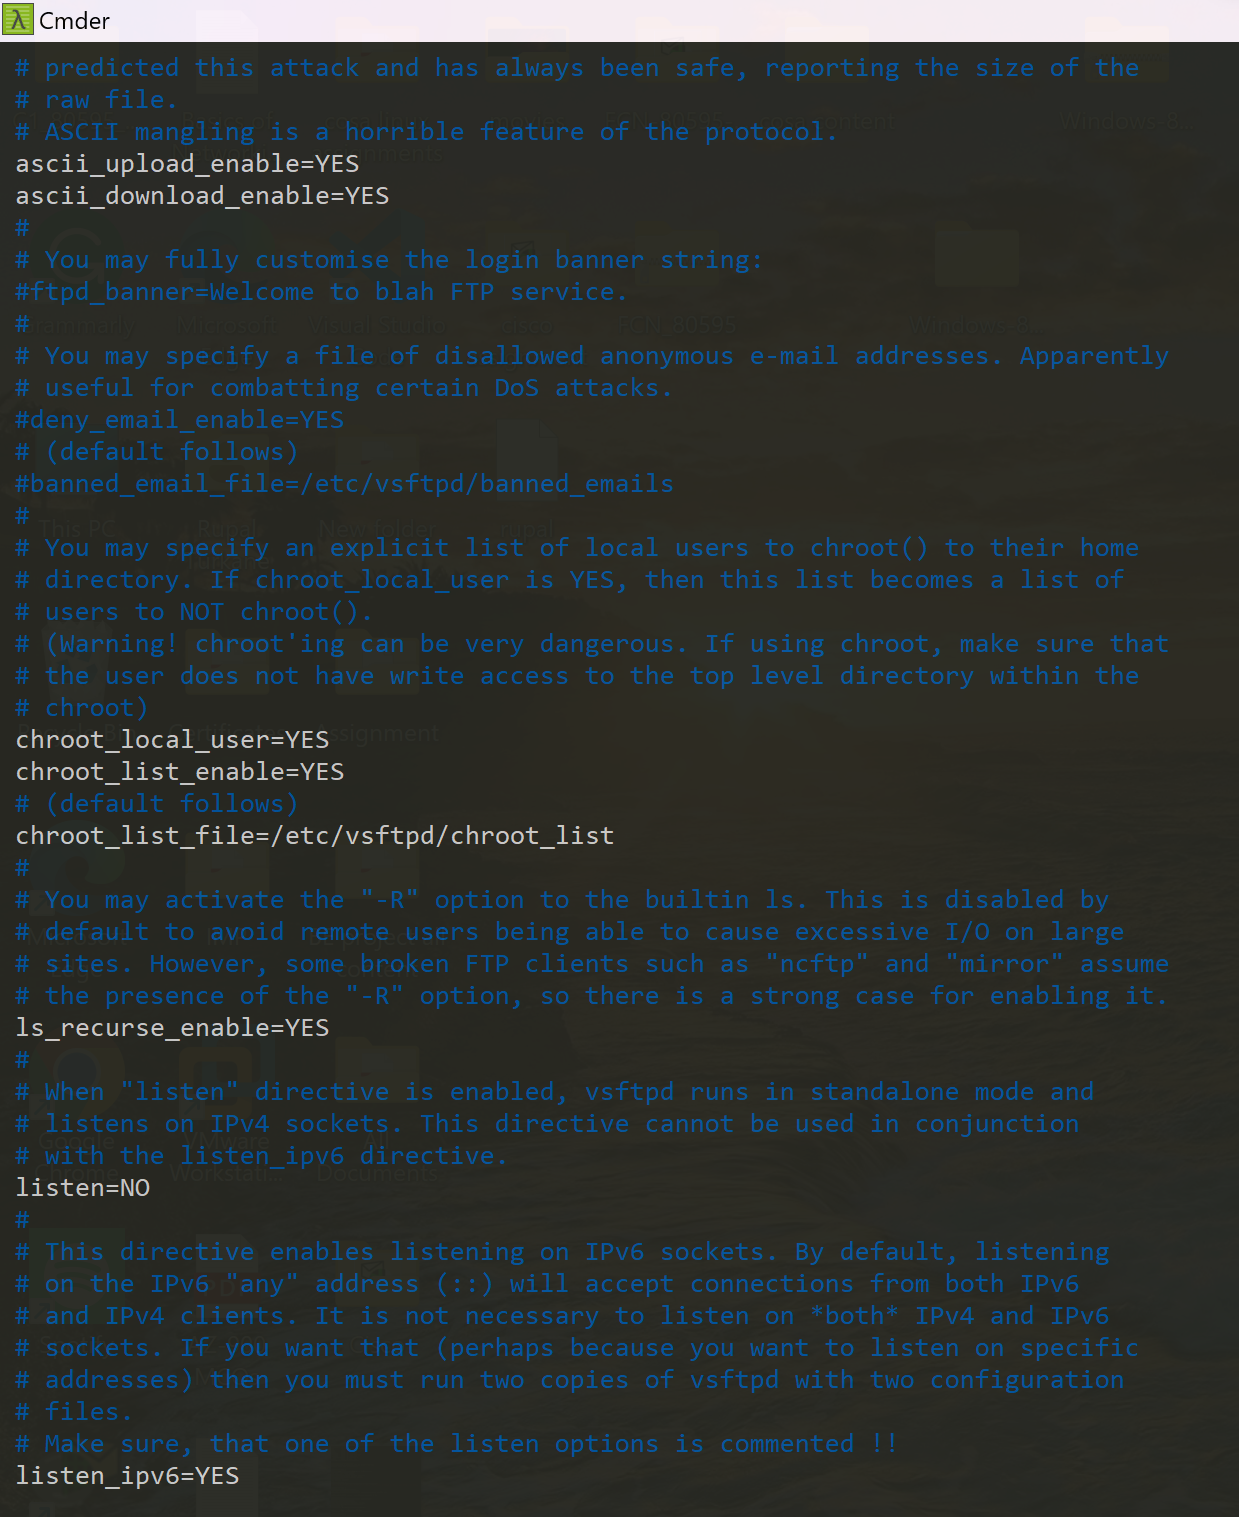 Cmder
# predicted this attack and has always been safe, reporting the size of the
# raw file.
# ASCII mangling is a horrible feature of the protocol.
ascii_upload_enable=YES
ascii_download_enable=YES
#
# You may fully customise the login banner string:
#ftpd_banner=Welcome to blah FTP service.
#
# You may specify a file of disallowed anonymous e-mail addresses. Apparently
# useful for combatting certain DoS attacks.
#deny_email_enable=YES
# (default follows)
#banned_email_file=/etc/vsftpd/banned_emails
#
# You may specify an explicit list of local users to chroot() to their home
# directory. If chroot_local_user is YES, then this list becomes a list of
# users to NOT chroot().
# (Warning! chroot'ing can be very dangerous. If using chroot, make sure that
# the user does not have write access to the top level directory within the
# chroot)
chroot_local_user=YES
chroot_list_enable=YES
# (default follows)
chroot_list_file=/etc/vsftpd/chroot_list
#
# You may activate the "-R" option to the builtin ls. This is disabled by
# default to avoid remote users being able to cause excessive I/O on large
# sites. However, some broken FTP clients such as "ncftp" and "mirror" assume
# the presence of the "-R" option, so there is a strong case for enabling it.
ls_recurse_enable=YES
#
# When "listen" directive is enabled, vsftpd runs in standalone mode and
# listens on IPv4 sockets. This directive cannot be used in conjunction
# with the listen_ipv6 directive.
listen=NO
#
# This directive enables listening on IPv6 sockets. By default, listening
# on the IPv6 "any" address (::) will accept connections from both IPv6
# and IPv4 clients. It is not necessary to listen on *both* IPv4 and IPv6
# sockets. If you want that (perhaps because you want to listen on specific
# addresses) then you must run two copies of vsftpd with two configuration
# files.
# Make sure, that one of the listen options is commented !!
listen_ipv6=YES